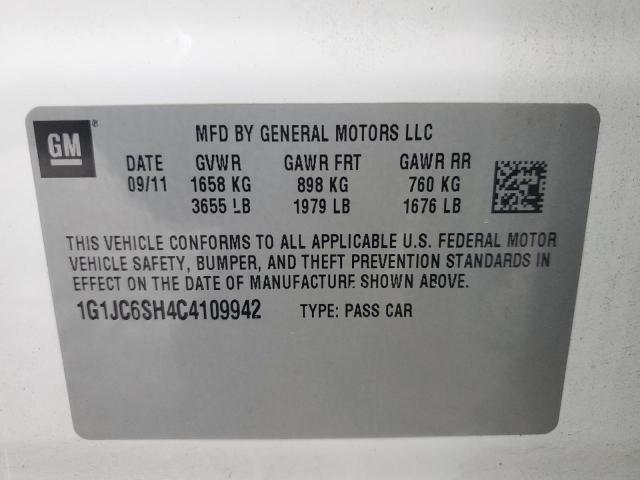 GM®
MFD BY GENERAL MOTORS LLC
DATE GVWR GAWR FRT GAWR RR
09/11 1658 KG 898 KG 760 KG
3655 LB 1979 LB 1676 LB
THIS VEHICLE CONFORMS TO ALL APPLICABLE U.S. FEDERAL MOTOR
VEHICLE SAFETY, BUMPER, AND THEFT PREVENTION STANDARDS IN
EFFECT ON THE DATE OF MANUFACTURE SHOWN ABOVE.
1G1JC6SH4C4109942 TYPE: PASS CAR